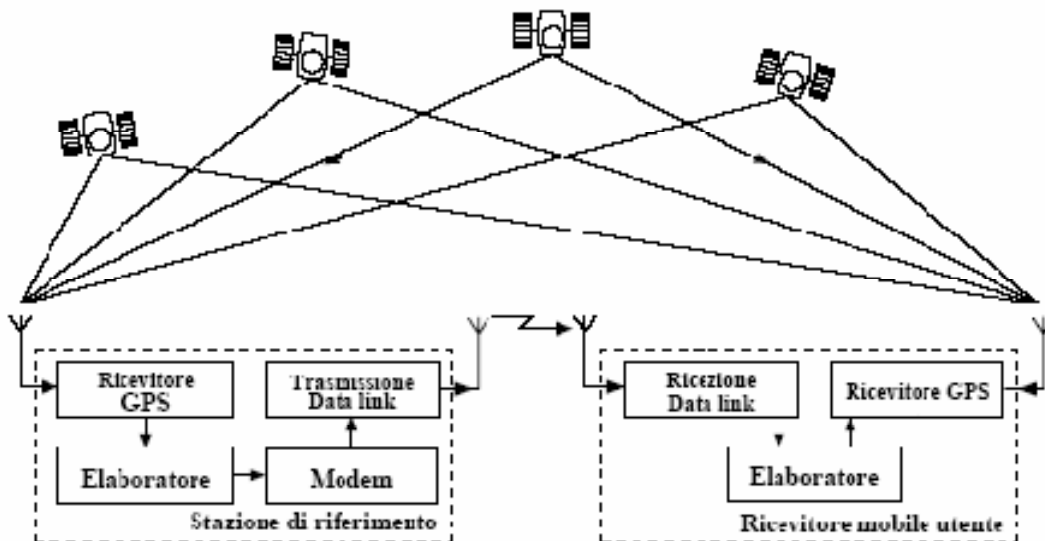 Ricevitore
GPS
Trasmissione
Data link
Elaboratore
Modem
Stazione di riferimento
Ricezione
Data link
Ricevitore GPS
Elaboratore
Ricevitore mobile utente